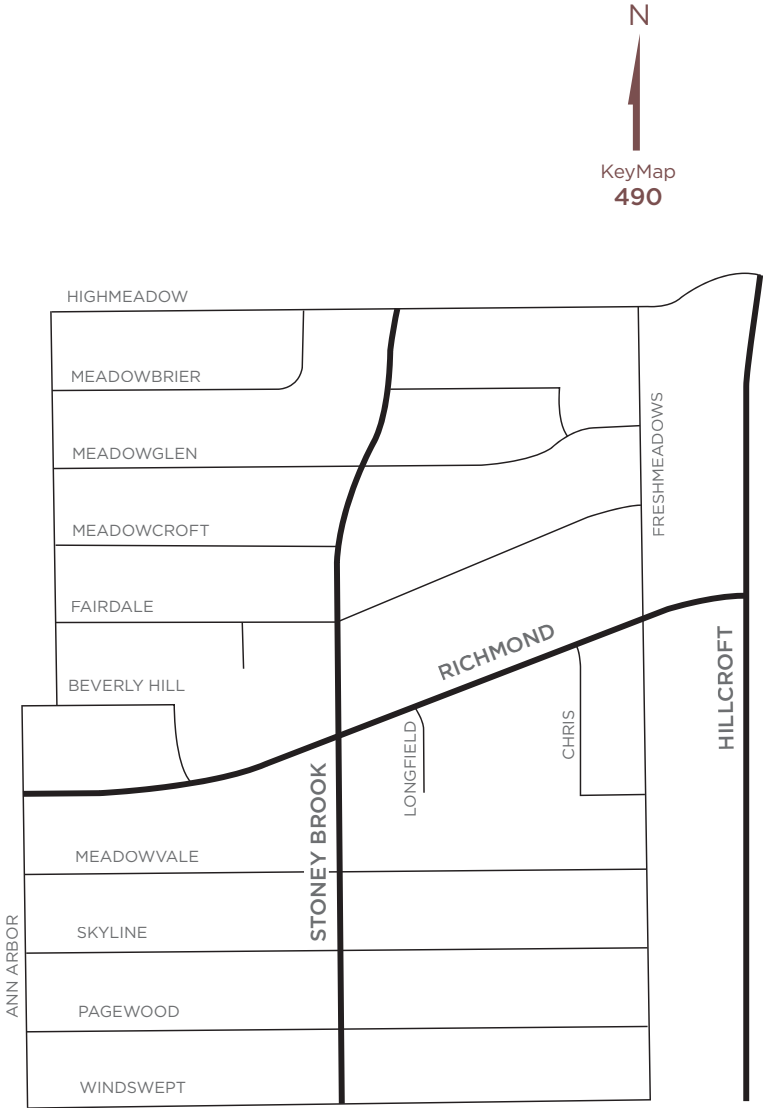 N
KeyMap
490
HIGHMEADOW
MEADOWBRIER
FRESHMEADOWS
MEADOWGLEN
MEADOWCROFT
FAIRDALE
RICHMOND
HILLCROFT
BEVERLY HILL
LONGFIELD
CHRIS
STONEY BROOK
MEADOWVALE
ANN ARBOR
SKYLINE
PAGEWOOD
WINDSWEPT